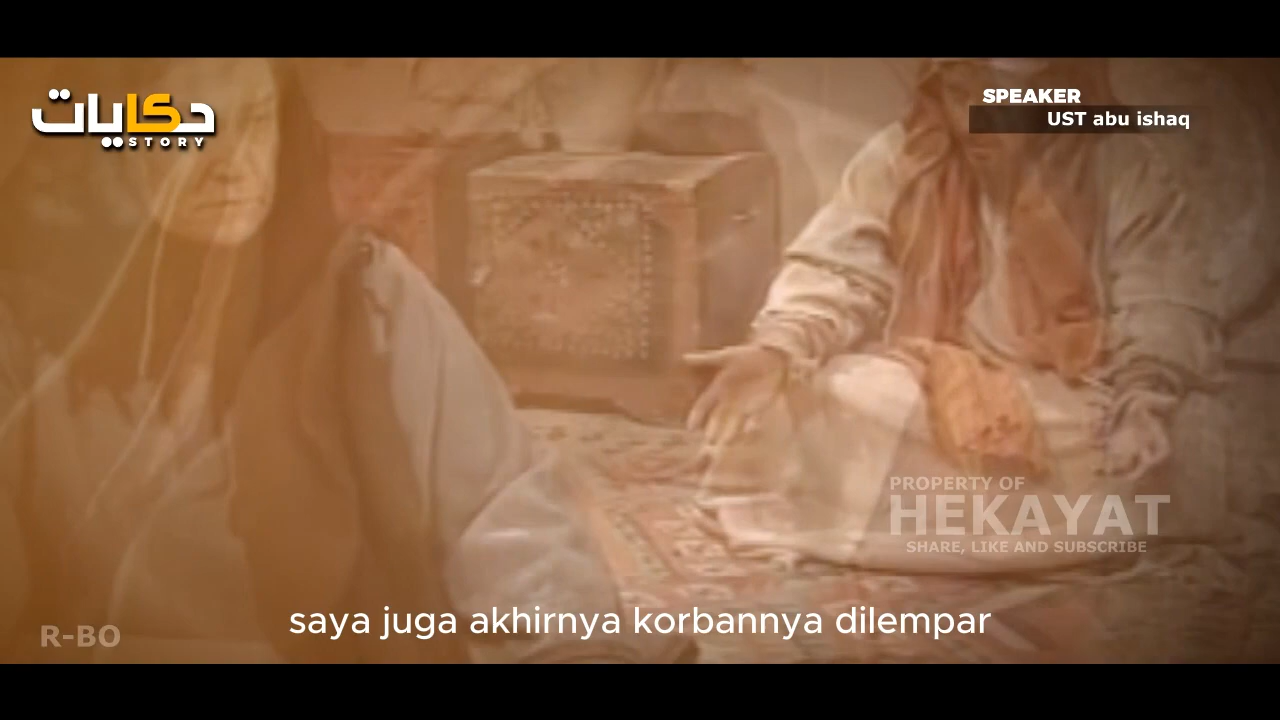 حكايات
STORY
SPEAKER
UST abu ishaq
PROPERTY OF
HEKAYAT
SHARE, LIKE AND SUBSCRIBE
saya juga akhirnya korbannya dilempar
R-BO